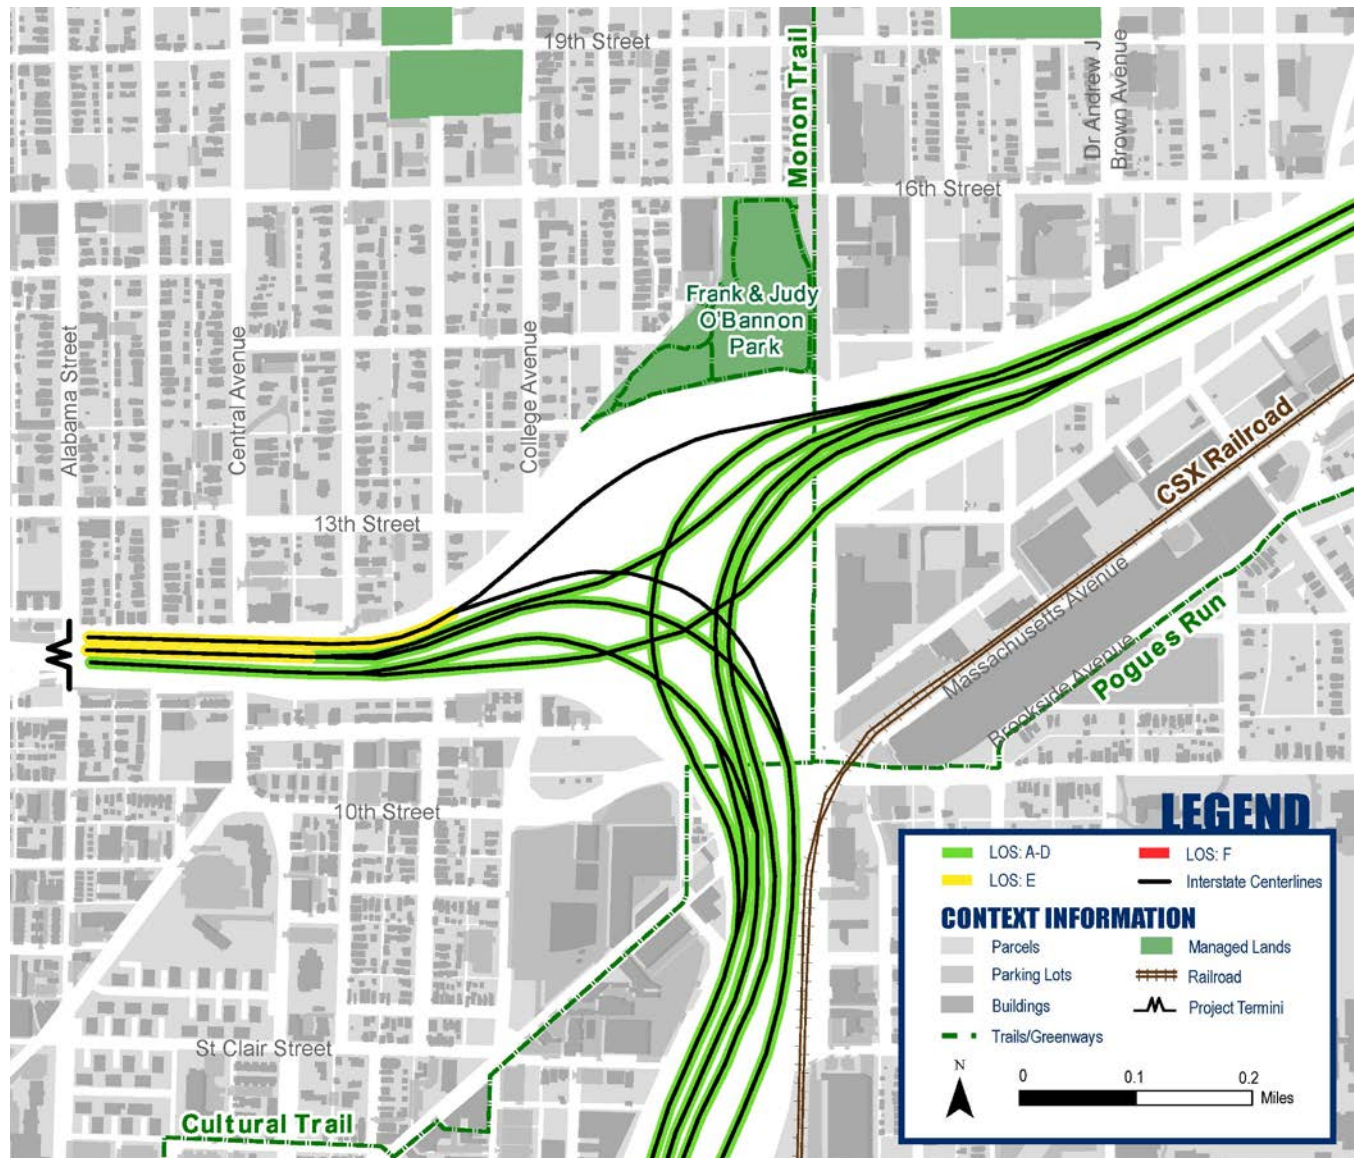 19th Street
Monon Trail
Dr Andrew J
Brown Avenue
16th Street
Frank & Judy
O'Bannon
Park
Alabama Street
Central Avenue
College Avenue
13th Street
CSX Railroad
Massachusetts Avenue
Brookside Avenue
Pogues Run
10th Street
St Clair Street
Cultural Trail
LEGEND
LOS: A-D
LOS: F
LOS: E
Interstate Centerlines
CONTEXT INFORMATION
Parcels
Managed Lands
Parking Lots
Railroad
Buildings
Project Termini
Trails/Greenways
N
0 0.1 0.2
Miles